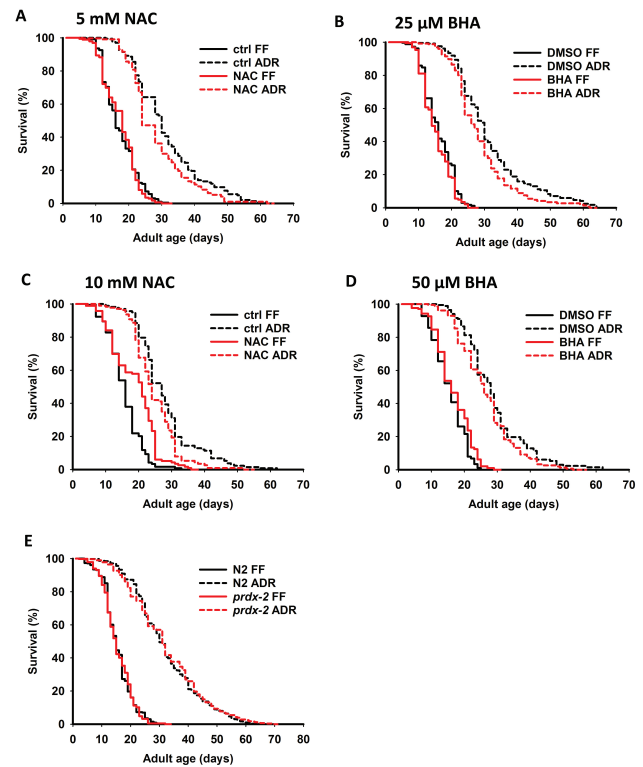 A
5 mM NAC
ctrl FF
ctrl ADR
NAC FF
NAC ADR
Survival (%)
100
80
60
40
20
0
0 10 20 30 40 50 60 70
Adult age (days)
B
25 µM BHA
DMSO FF
DMSO ADR
BHA FF
BHA ADR
Survival (%)
100
80
60
40
20
0
0 10 20 30 40 50 60 70
Adult age (days)
C
10 mM NAC
ctrl FF
ctrl ADR
NAC FF
NAC ADR
Survival (%)
100
80
60
40
20
0
0 10 20 30 40 50 60 70
Adult age (days)
D
50 µM BHA
DMSO FF
DMSO ADR
BHA FF
BHA ADR
Survival (%)
100
80
60
40
20
0
0 10 20 30 40 50 60 70
Adult age (days)
E
N2 FF
N2 ADR
prdx-2 FF
prdx-2 ADR
Survival (%)
100
80
60
40
20
0
0 10 20 30 40 50 60 70 80
Adult age (days)